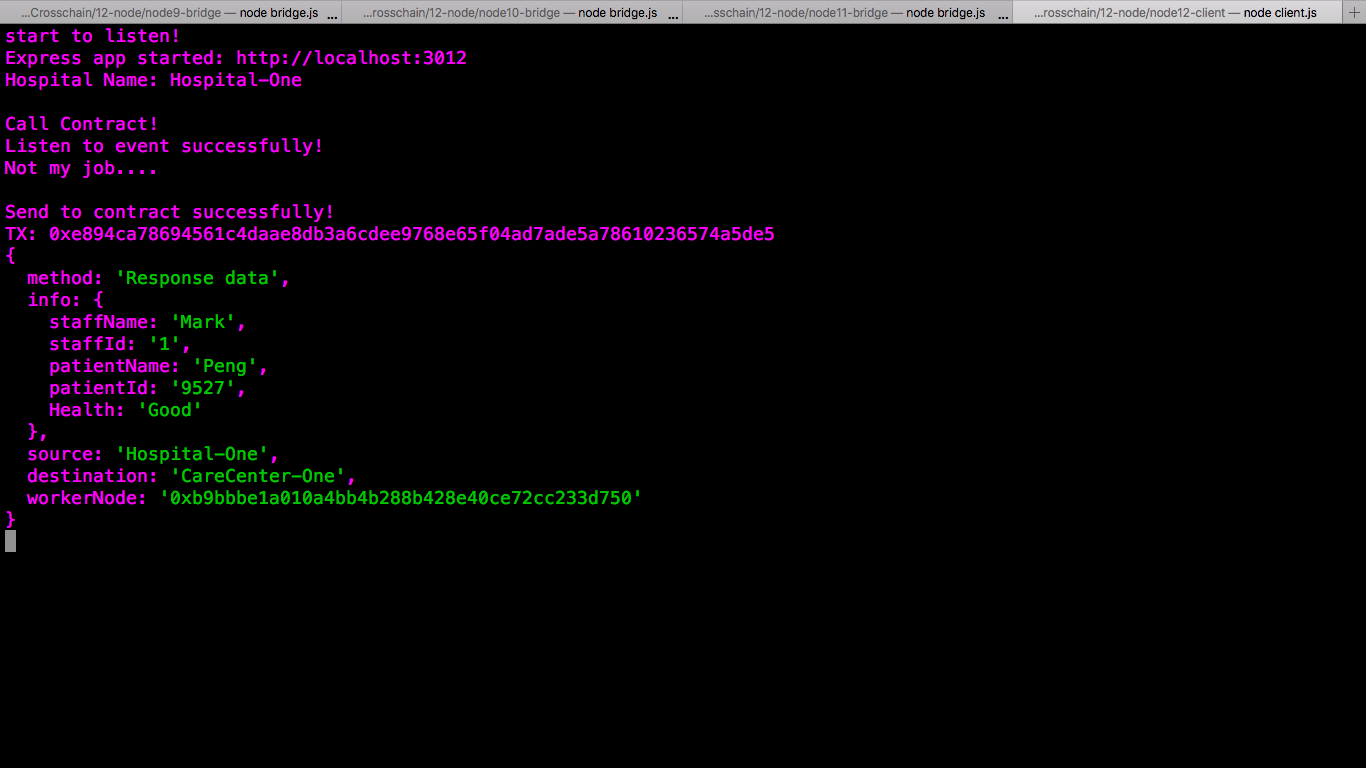 ...Crosschain/12-node/node9-bridge — node bridge.js ...
...rosschain/12-node/node10-bridge — node bridge.js ...
...sschain/12-node/node11-bridge — node bridge.js ...
...rosschain/12-node/node12-client — node client.js
+
start to listen!
Express app started: http://localhost:3012
Hospital Name: Hospital-One
Call Contract!
Listen to event successfully!
Not my job....
Send to contract successfully!
TX: 0xe894ca78694561c4daae8db3a6cdee9768e65f04ad7ade5a78610236574a5de5
{
  method: 'Response data',
  info: {
    staffName: 'Mark',
    staffId: '1',
    patientName: 'Peng',
    patientId: '9527',
    Health: 'Good'
  },
  source: 'Hospital-One',
  destination: 'CareCenter-One',
  workerNode: '0xb9bbbe1a010a4bb4b288b428e40ce72cc233d750'
}